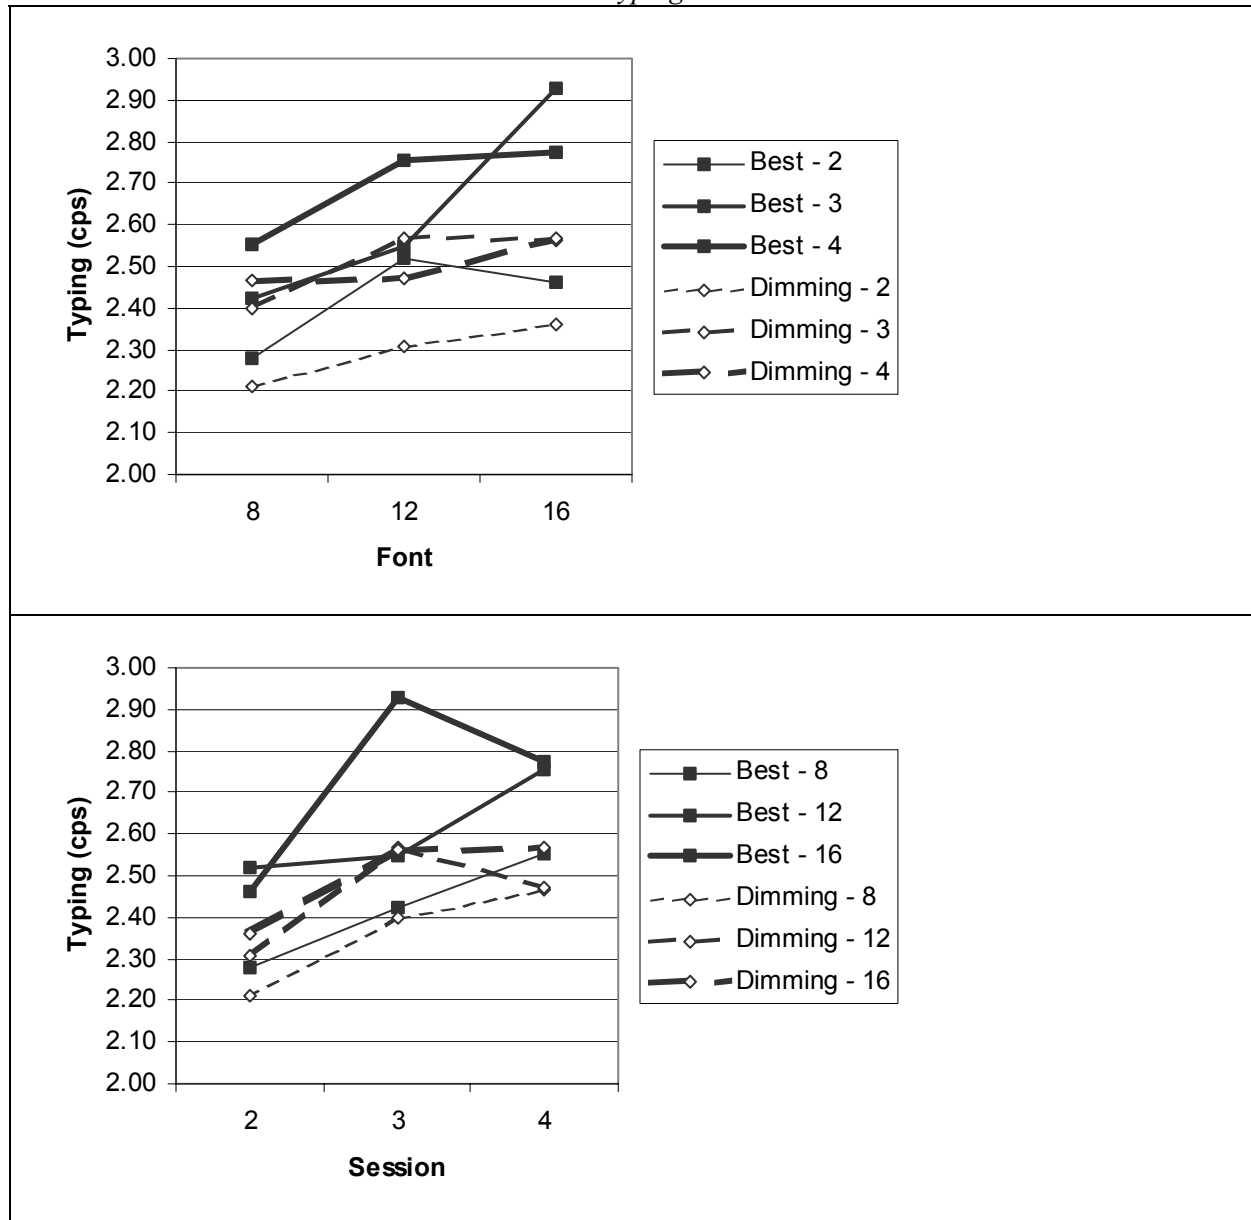 3.00
2.90
2.80
2.70
2.60
2.50
2.40
2.30
2.20
2.10
2.00
Typing (cps)
8 12 16
Font
Best - 2
Best - 3
Best - 4
Dimming - 2
Dimming - 3
Dimming - 4
3.00
2.90
2.80
2.70
2.60
2.50
2.40
2.30
2.20
2.10
2.00
Typing (cps)
2 3 4
Session
Best - 8
Best - 12
Best - 16
Dimming - 8
Dimming - 12
Dimming - 16